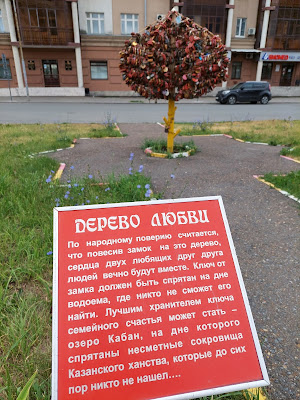 ДЕРЕВО ЛЮБВИ
По народному поверию считается,
что повесив замок на это дерево,
сердца двух любящих друг друга
людей вечно будут вместе. Ключ от
замка должен быть спрятан на дне
водоема, где никто не сможет его
найти. Лучшим хранителем ключа
семейного счастья может стать –
озеро Кабан, на дне которого
спрятаны несметные сокровища
Казанского ханства, которые до сих
пор никто не нашел....